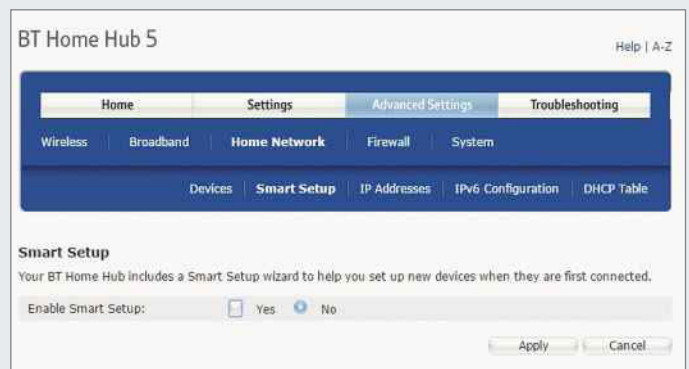 BT Home Hub 5
Help | A-Z
Home Settings Advanced Settings Troubleshooting
Wireless Broadband Home Network Firewall System
Devices Smart Setup IP Addresses IPv6 Configuration DHCP Table
Smart Setup
Your BT Home Hub includes a Smart Setup wizard to help you set up new devices when they are first connected.
Enable Smart Setup: Yes No
Apply Cancel